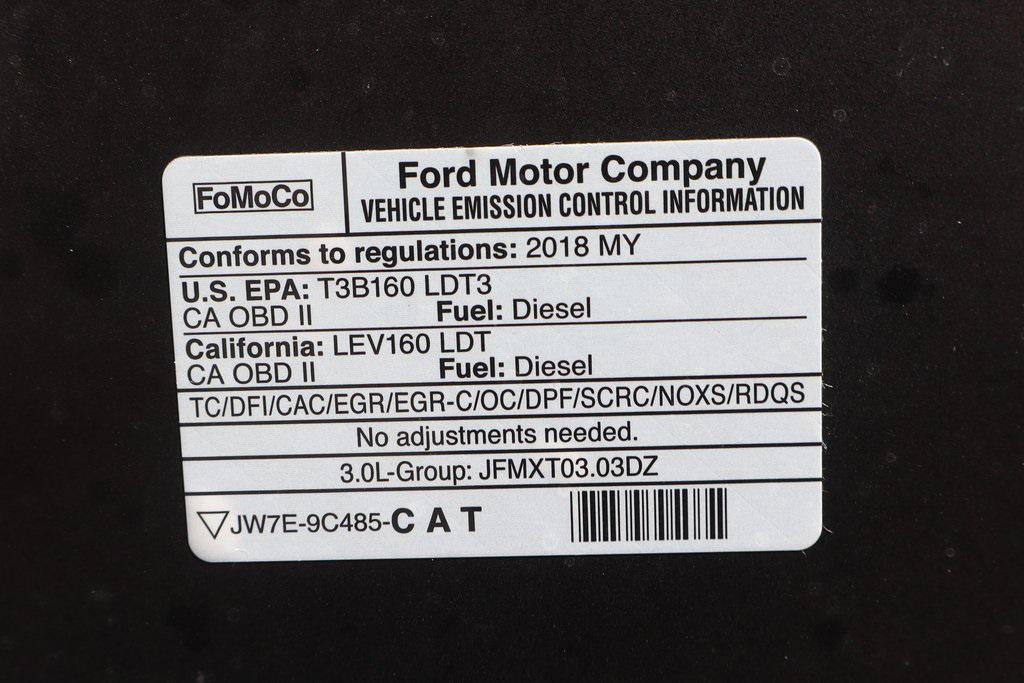 FoMoCo
Ford Motor Company
VEHICLE EMISSION CONTROL INFORMATION
Conforms to regulations: 2018 MY
U.S. EPA: T3B160 LDT3
CA OBD II Fuel: Diesel
California: LEV160 LDT
CA OBD II Fuel: Diesel
TC/DFI/CAC/EGR/EGR-C/OC/DPF/SCRC/NOXS/RDQS
No adjustments needed.
3.0L-Group: JFMXT03.03DZ
JW7E-9C485-C A T